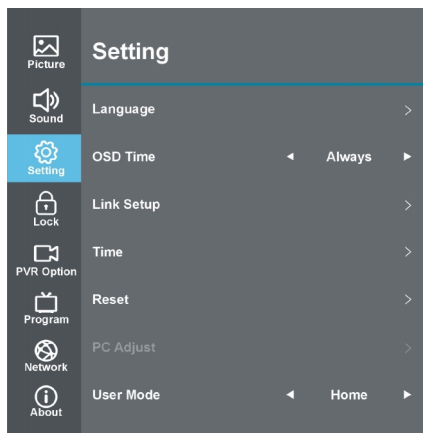 Picture
Sound
Setting
Lock
PVR Option
Program
Network
About
Setting
Language
OSD Time Always
Link Setup
Time
Reset
PC Adjust
User Mode Home